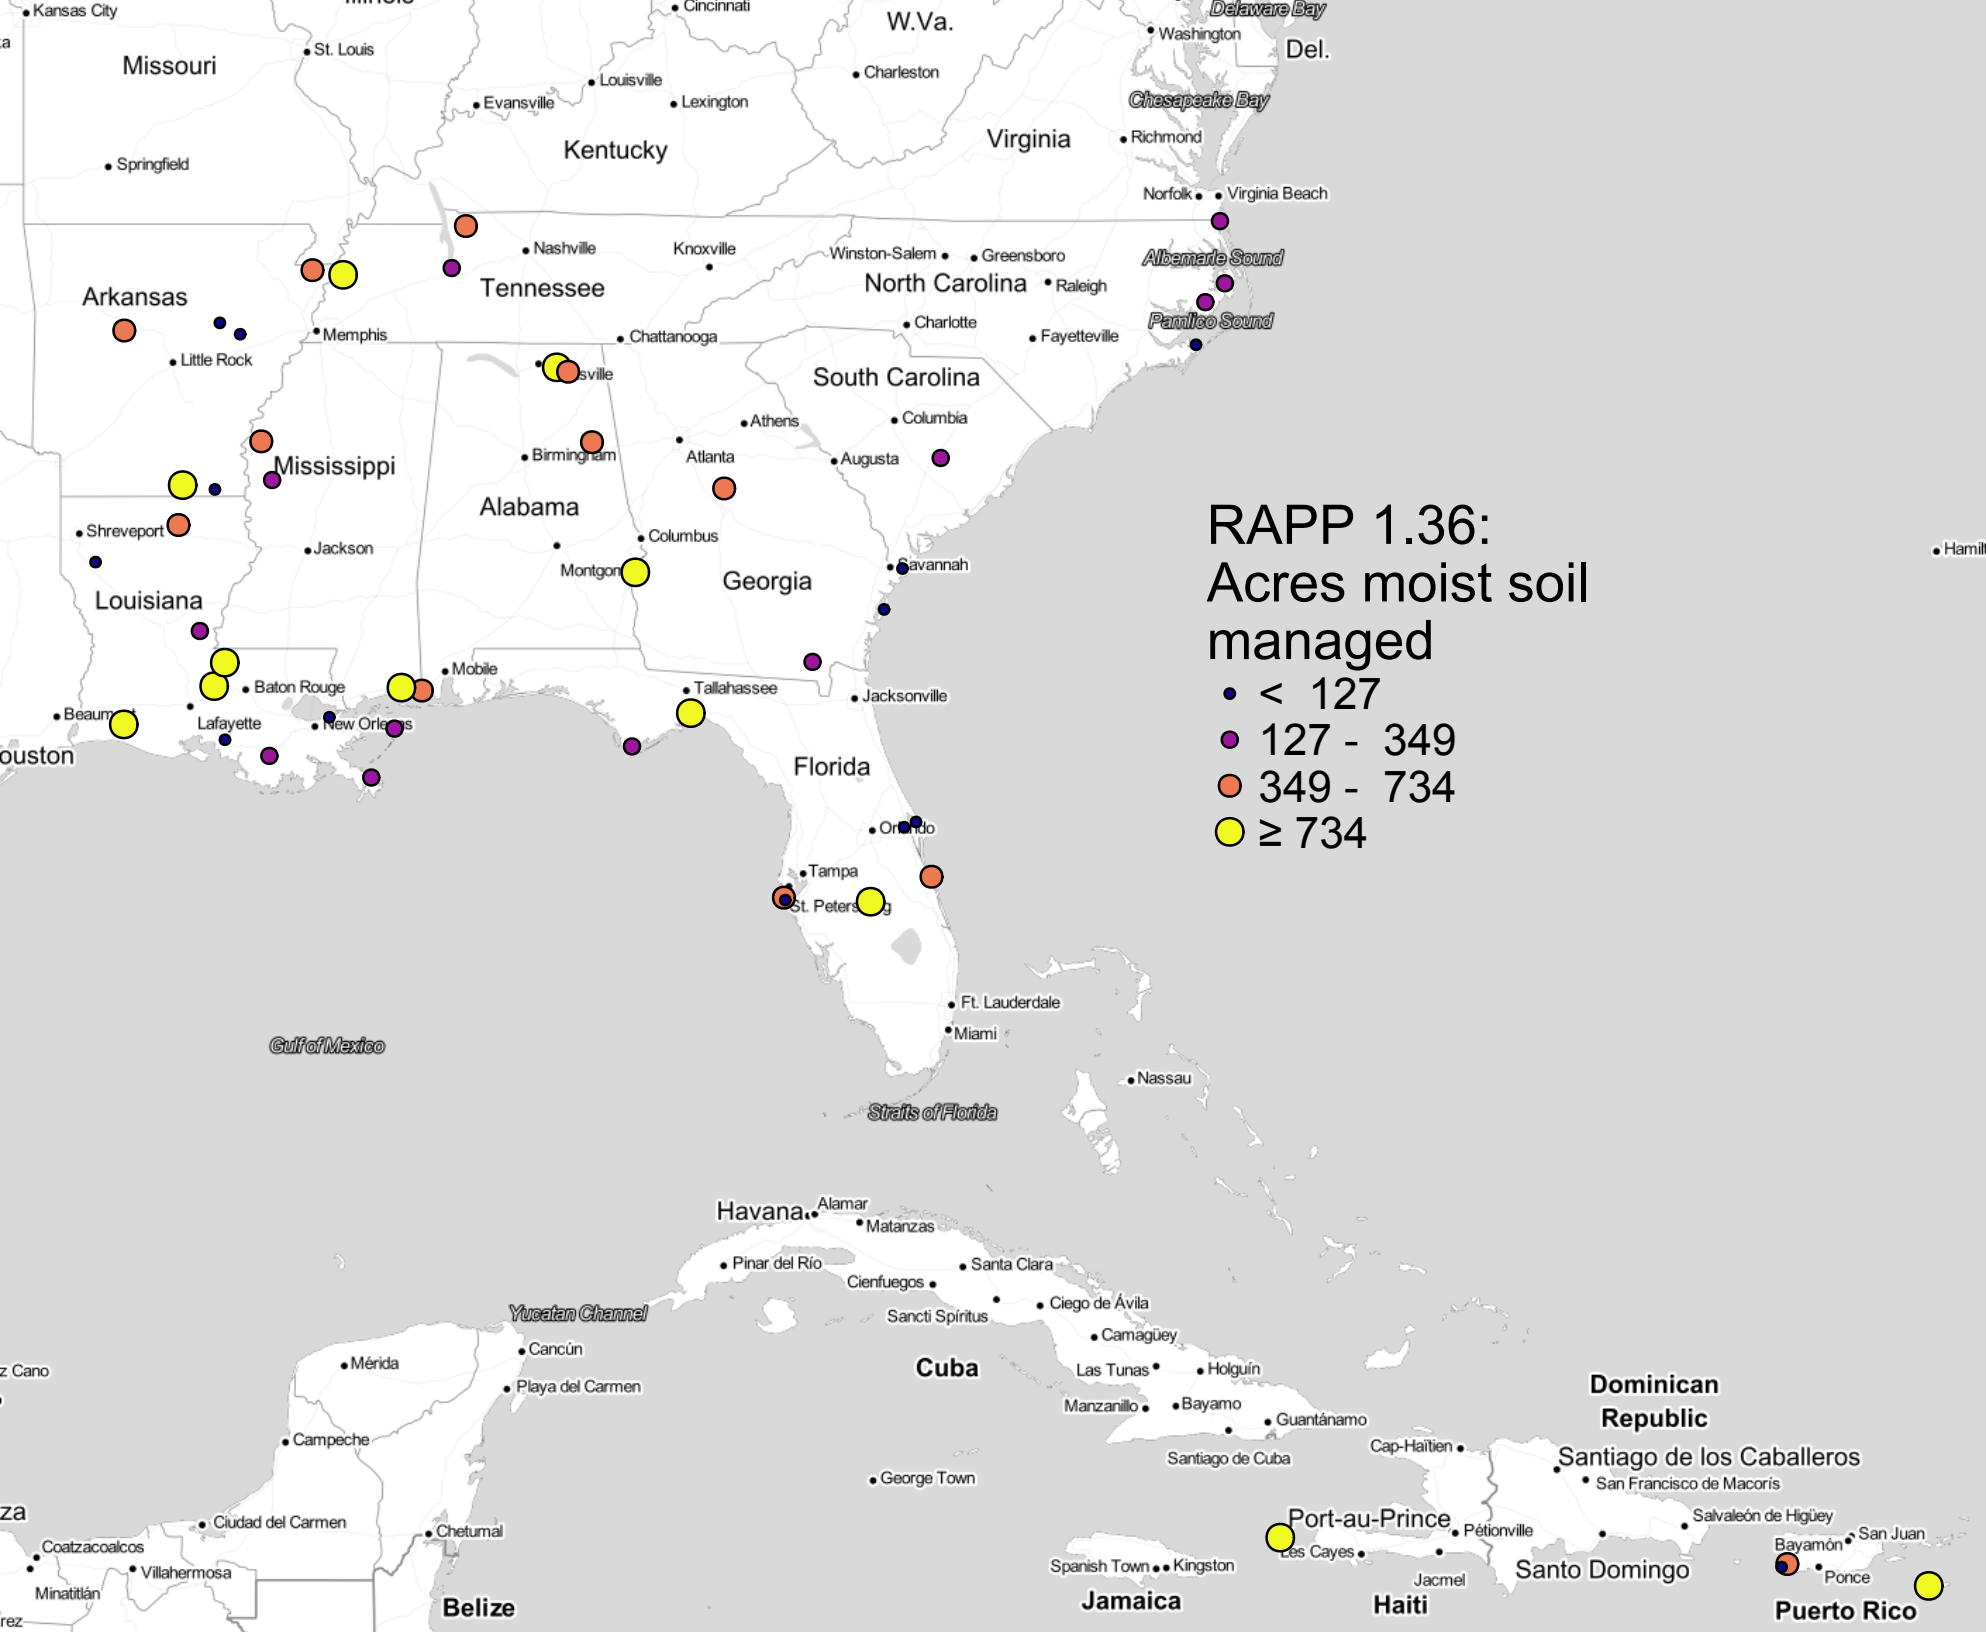 Kansas City
Cincinnati
W.Va.
Delaware Bay
Washington
Del.
St. Louis
Missouri
Louisville
Charleston
Evansville
Lexington
Chesapeake Bay
Kentucky
Virginia
Richmond
Springfield
Norfolk
Virginia Beach
Nashville
Knoxville
Winston-Salem
Greensboro
Albemarle Sound
Arkansas
Tennessee
North Carolina
Raleigh
Memphis
Chattanooga
Charlotte
Fayetteville
Pamlico Sound
Little Rock
sville
South Carolina
Athens
Columbia
Birmingham
Atlanta
Augusta
Mississippi
Alabama
Shreveport
Jackson
Columbus
Montgom
Georgia
Savannah
Hamilt
Louisiana
RAPP 1.36:
Acres moist soil
managed
< 127
127 - 349
349 - 734
≥ 734
Mobile
Baton Rouge
Tallahassee
Jacksonville
Beaumont
Lafayette
New Orleans
ouston
Florida
Orlando
Tampa
St. Petersburg
Ft. Lauderdale
Miami
Gulf of Mexico
Nassau
Straits of Florida
Havana
Alamar
Matanzas
Pinar del Río
Santa Clara
Cienfuegos
Ciego de Ávila
Sancti Spíritus
Yucatan Channel
Camagüey
Cancún
Mérida
z Cano
Cuba
Las Tunas
Holguín
Playa del Carmen
Dominican
Republic
Manzanillo
Bayamo
Guantánamo
Campeche
Cap-Haïtien
Santiago de Cuba
Santiago de los Caballeros
George Town
San Francisco de Macorís
za
Ciudad del Carmen
Chetumal
Port-au-Prince
Pétionville
Salvaleón de Higüey
San Juan
Coatzacoalcos
Les Cayes
Bayamón
Villahermosa
Spanish Town
Kingston
Santo Domingo
Ponce
Minatitlán
Jacmel
Belize
Jamaica
Haiti
Puerto Rico
rez